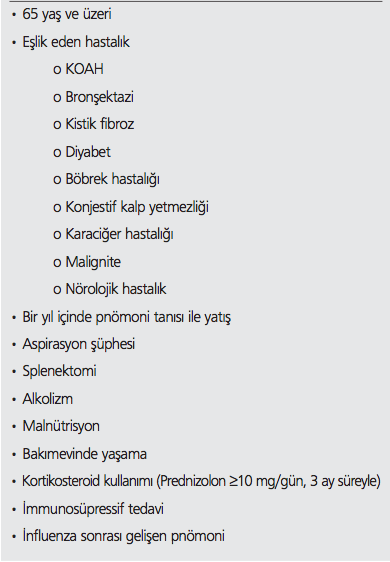 • 65 yaş ve üzeri
• Eşlik eden hastalık
o KOAH
o Bronşektazi
o Kistik fibroz
o Diyabet
o Böbrek hastalığı
o Konjestif kalp yetmezliği
o Karaciğer hastalığı
o Malignite
o Nörolojik hastalık
• Bir yıl içinde pnömoni tanısı ile yatış
• Aspirasyon şüphesi
• Splenektomi
• Alkolizm
• Malnütrisyon
• Bakımevinde yaşama
• Kortikosteroid kullanımı (Prednizolon ≥10 mg/gün, 3 ay süreyle)
• İmmunosüpressif tedavi
• İnfluenza sonrası gelişen pnömoni